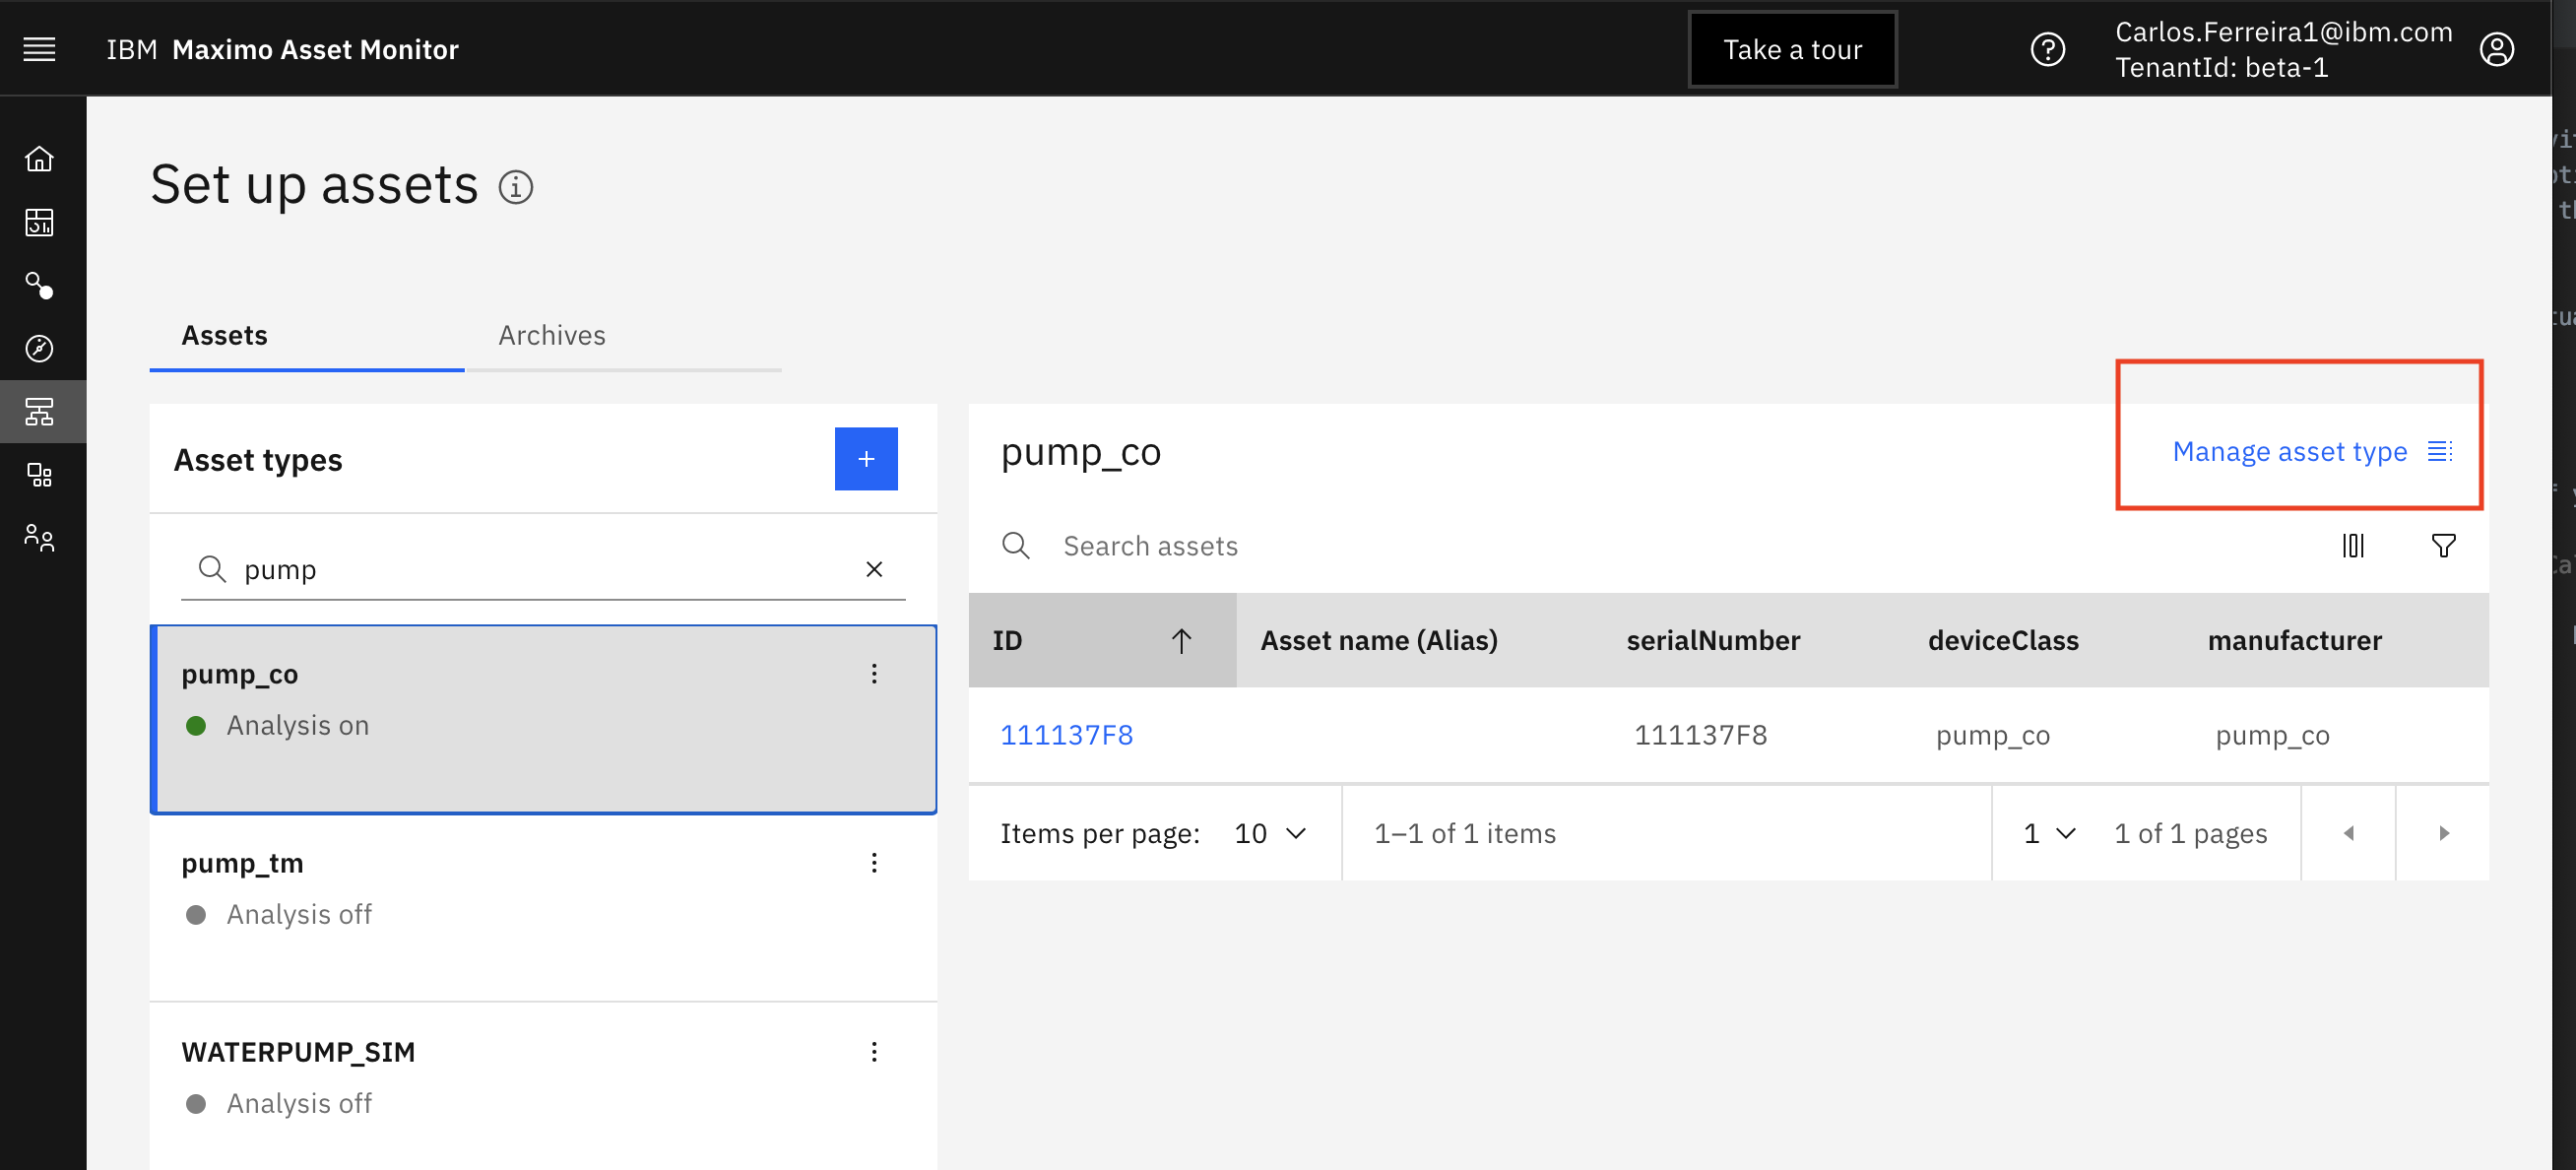 IBM Maximo Asset Monitor
Take a tour
Carlos.Ferreira1@ibm.com
TenantId: beta-1
Set up assets
Assets
Archives
Asset types
+
pump
pump_co
Analysis on
pump_tm
Analysis off
WATERPUMP_SIM
Analysis off
pump_co
Manage asset type
Search assets
ID Asset name (Alias) serialNumber deviceClass manufacturer
111137F8 111137F8 pump_co pump_co
Items per page: 10 1–1 of 1 items 1 1 of 1 pages